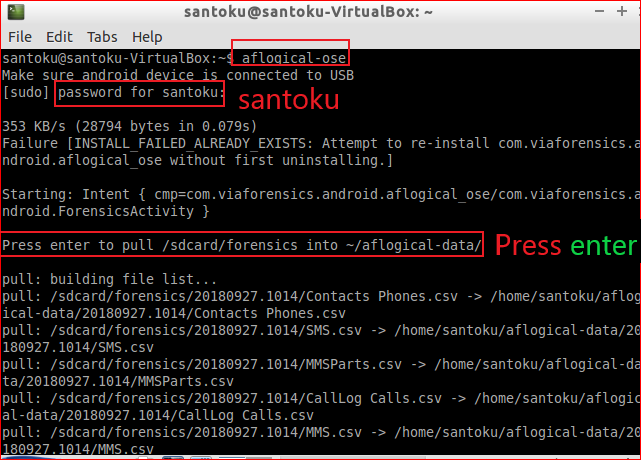 santoku@santoku-VirtualBox: ~
File Edit Tabs Help
santoku@santoku-VirtualBox:~$ aflogical-ose
Make sure android device is connected to USB
[sudo] password for santoku: santoku
353 KB/s (28794 bytes in 0.079s)
Failure [INSTALL_FAILED_ALREADY_EXISTS: Attempt to re-install com.viaforensics.a
ndroid.aflogical_ose without first uninstalling.]
Starting: Intent { cmp=com.viaforensics.android.aflogical_ose/com.viaforensics.a
ndroid.ForensicsActivity }
Press enter to pull /sdcard/forensics into ~/aflogical-data/ Press enter
pull: building file list...
pull: /sdcard/forensics/20180927.1014/Contacts Phones.csv -> /home/santoku/aflog
ical-data/20180927.1014/Contacts Phones.csv
pull: /sdcard/forensics/20180927.1014/SMS.csv -> /home/santoku/aflogical-data/20
180927.1014/SMS.csv
pull: /sdcard/forensics/20180927.1014/MMSParts.csv -> /home/santoku/aflogical-da
ta/20180927.1014/MMSParts.csv
pull: /sdcard/forensics/20180927.1014/CallLog Calls.csv -> /home/santoku/aflogic
al-data/20180927.1014/CallLog Calls.csv
pull: /sdcard/forensics/20180927.1014/MMS.csv -> /home/santoku/aflogical-data/20
180927.1014/MMS.csv